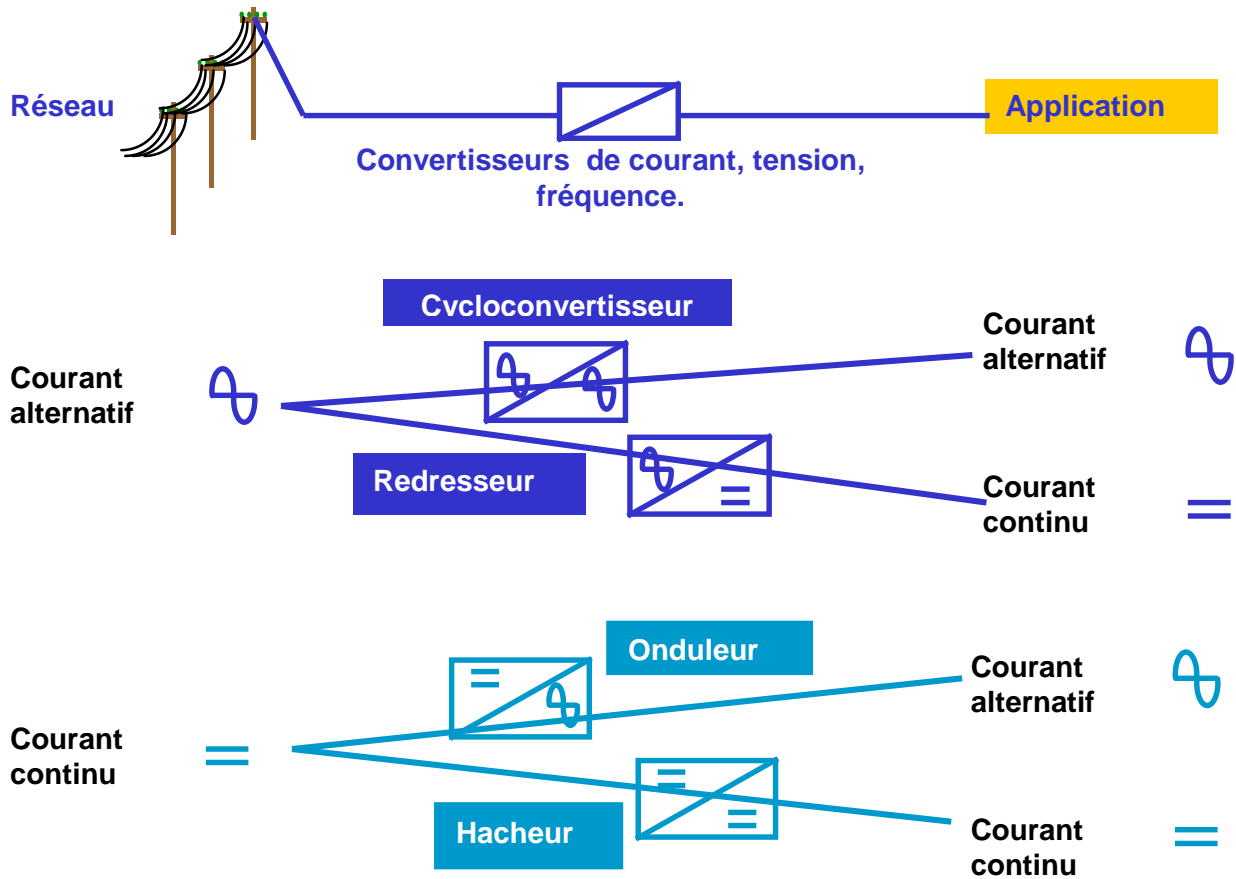 Réseau
Application
Convertisseurs de courant, tension,
fréquence.
Cycloconvertisseur
Courant
alternatif
Courant
alternatif
Redresseur
Courant
continu
Onduleur
Courant
alternatif
Courant
continu
Hacheur
Courant
continu